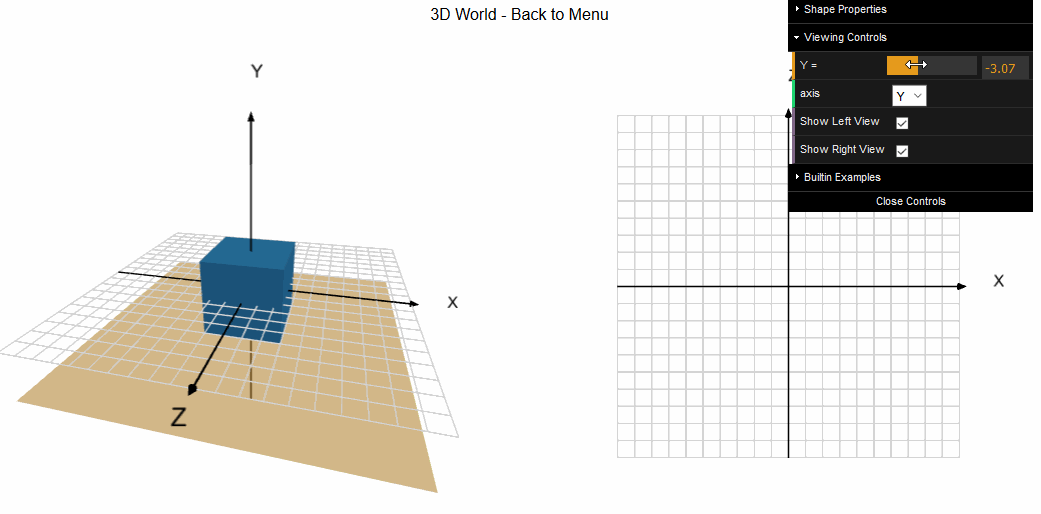 3D World - Back to Menu
Shape Properties
Viewing Controls
Y = -3.07
axis Y
Show Left View
Show Right View
Builtin Examples
Close Controls
Y
X
Z
X